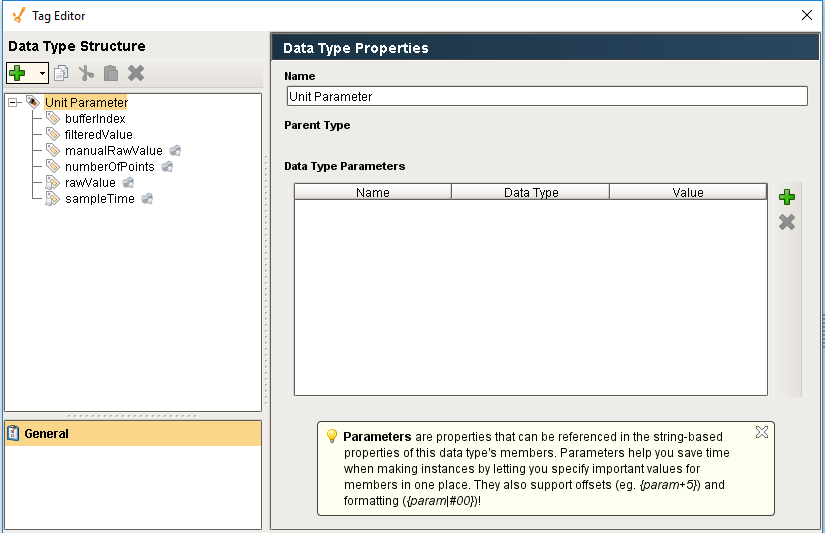 Tag Editor
Data Type Structure
Unit Parameter
bufferIndex
filteredValue
manualRawValue
numberOfPoints
rawValue
sampleTime
General
Data Type Properties
Name
Unit Parameter
Parent Type
Data Type Parameters
Name Data Type Value
Parameters are properties that can be referenced in the string-based
properties of this data type's members. Parameters help you save time
when making instances by letting you specify important values for
members in one place. They also support offsets (eg. {param+5}) and
formatting ({param|#00})!